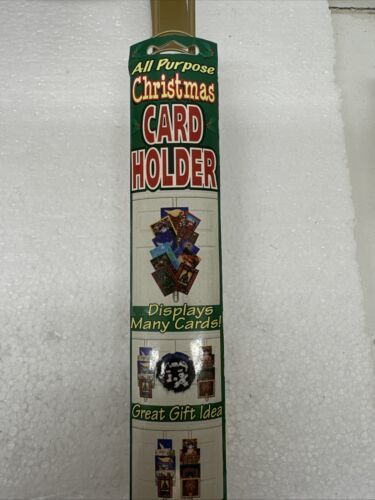 All Purpose
Christmas
CARD
HOLDER
Displays
Many Cards!
Great Gift Idea